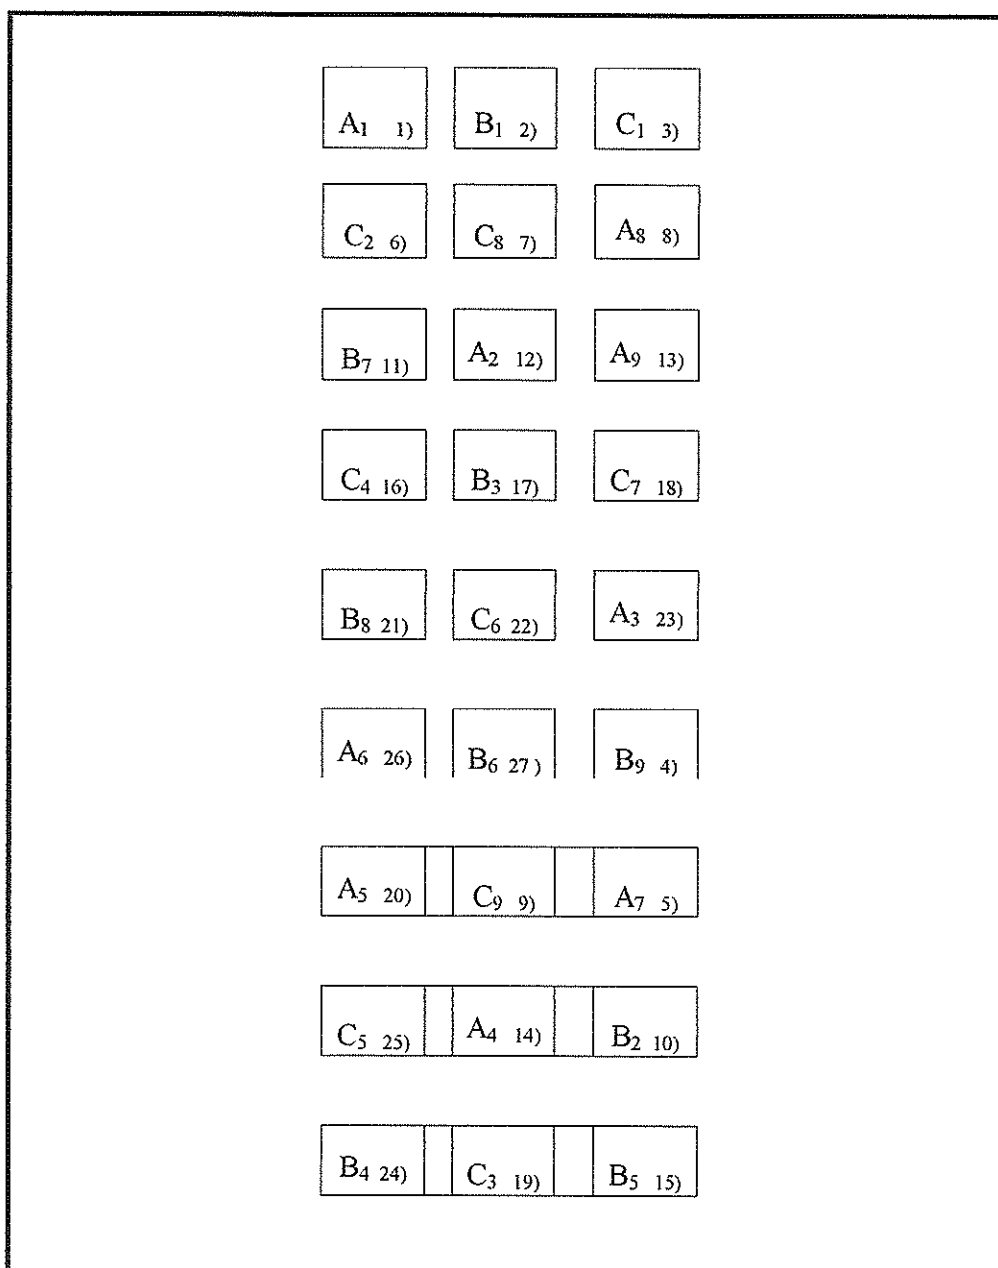 A₁ 1) B₁ 2) C₁ 3)
C₂ 6) C₈ 7) A₈ 8)
B₇ 11) A₂ 12) A₉ 13)
C₄ 16) B₃ 17) C₇ 18)
B₈ 21) C₆ 22) A₃ 23)
A₆ 26) B₆ 27) B₉ 4)
A₅ 20) C₉ 9) A₇ 5)
C₅ 25) A₄ 14) B₂ 10)
B₄ 24) C₃ 19) B₅ 15)